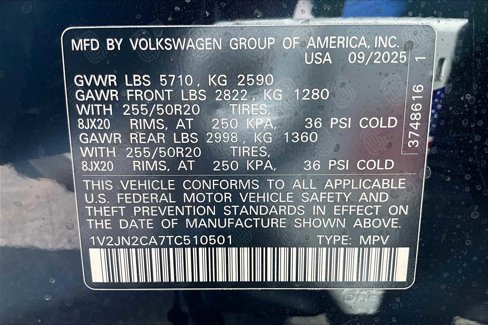 MFD BY VOLKSWAGEN GROUP OF AMERICA, INC.
USA 09/2025
GVWR LBS 5710 , KG 2590
GAWR FRONT LBS 2822 , KG 1280
WITH 255/50R20 TIRES,
8JX20 RIMS, AT 250 KPA, 36 PSI COLD
GAWR REAR LBS 2998 , KG 1360
WITH 255/50R20 TIRES,
8JX20 RIMS, AT 250 KPA, 36 PSI COLD
THIS VEHICLE CONFORMS TO ALL APPLICABLE
U.S. FEDERAL MOTOR VEHICLE SAFETY AND
THEFT PREVENTION STANDARDS IN EFFECT ON
THE DATE OF MANUFACTURE SHOWN ABOVE.
1V2JN2CA7TC510501 TYPE: MPV
3748616 1